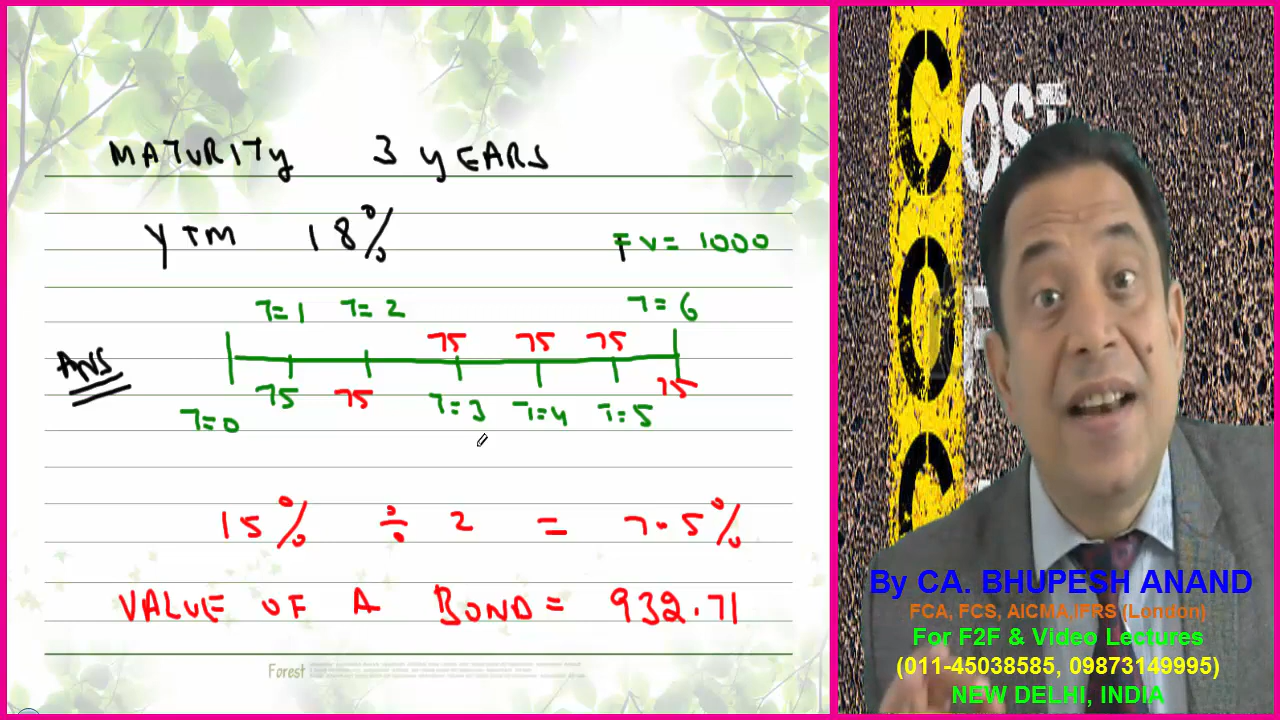 MATURITY 3 YEARS
YTM 18%
FV= 1000
T=1 T=2 T=6
75 75 75
ANS
75 75 75
T=0 T=3 T=4 T=5
15% ÷ 2 = 7.5%
VALUE OF A BOND = 932.71
Forest
COST
By CA. BHUPESH ANAND
FCA, FCS, AICMA,IFRS (London)
For F2F & Video Lectures
(011-45038585, 09873149995)
NEW DELHI, INDIA